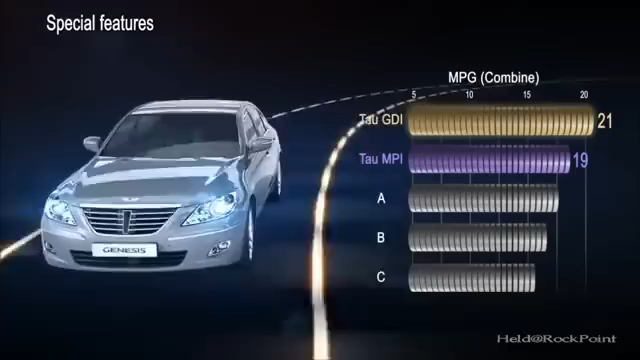 Special features
MPG (Combine)
5 10 15 20
Tau GDI 21
Tau MPI 19
A
B
C
GENESIS
Held@RockPoint